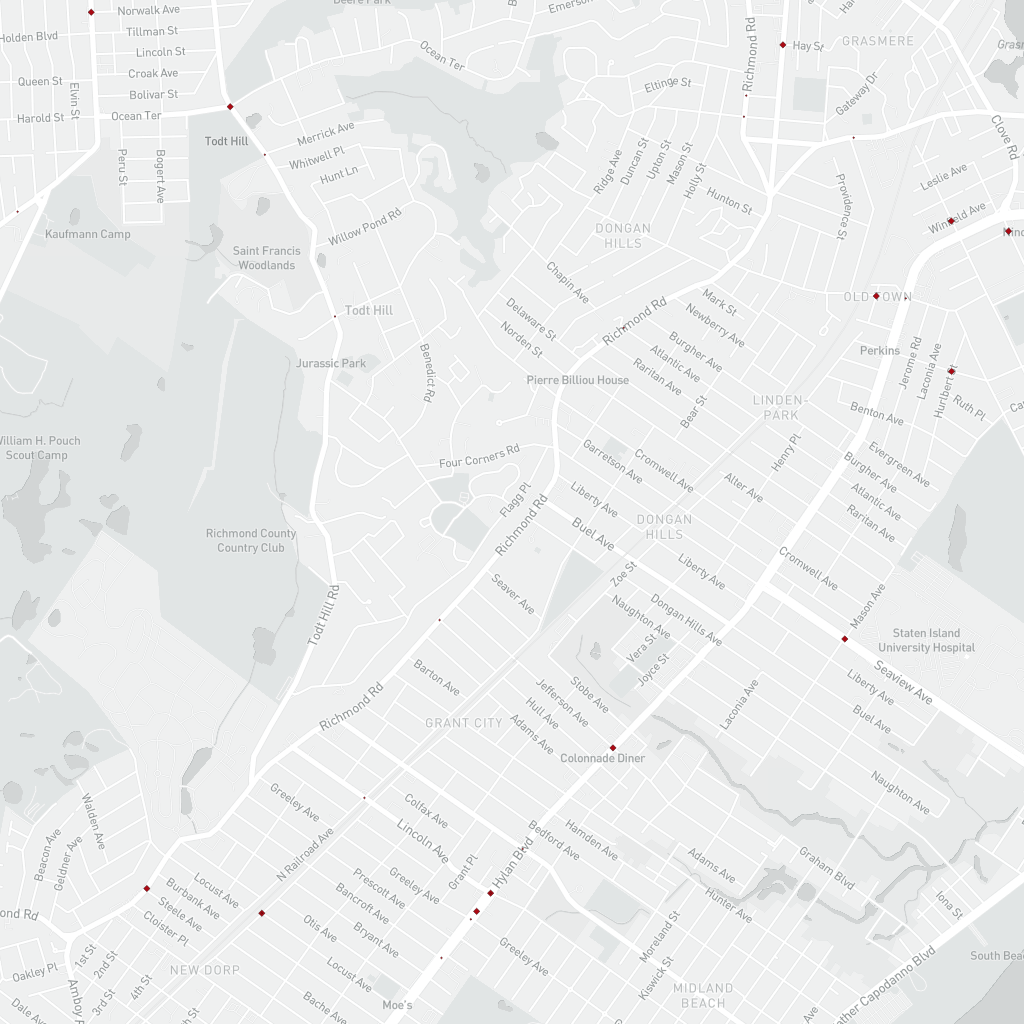 Deere Park
Norwalk Ave
Tillman St
Holden Blvd
Lincoln St
Croak Ave
Queen St
Elvin St
Bolivar St
Harold St
Ocean Ter
Ocean Ter
Emerson
Richmond Rd
Hay St
GRASMERE
Eltinge St
Gateway Dr
Clove Rd
Todt Hill
Merrick Ave
Whitwell Pl
Hunt Ln
Peru St
Bogert Ave
Ridge Ave
Duncan St
Upton St
Mason St
Holly St
Hunton St
Providence St
Leslie Ave
Winfield Ave
Kaufmann Camp
Willow Pond Rd
Saint Francis
Woodlands
DONGAN
HILLS
Chapin Ave
Todt Hill
Delaware St
Norden St
Richmond Rd
Mark St
Newberry Ave
OLD TOWN
Jurassic Park
Benedict Rd
Pierre Billiou House
Burgher Ave
Atlantic Ave
Raritan Ave
Bear St
Perkins
Jerome Rd
Laconia Ave
Hurlbert St
Ruth Pl
LINDEN-
PARK
Benton Ave
William H. Pouch
Scout Camp
Four Corners Rd
Garretson Ave
Cromwell Ave
Henry Pl
Alter Ave
Evergreen Ave
Burgher Ave
Atlantic Ave
Raritan Ave
Flagg Pl
Liberty Ave
Buel Ave
DONGAN
HILLS
Richmond Rd
Richmond County
Country Club
Zoe St
Liberty Ave
Cromwell Ave
Seaver Ave
Mason Ave
Naughton Ave
Dongan Hills Ave
Vera St
Joyce St
Todt Hill Rd
Staten Island
University Hospital
Seaview Ave
Barton Ave
Richmond Rd
Stobe Ave
Jefferson Ave
Hull Ave
Adams Ave
Laconia Ave
Liberty Ave
Buel Ave
GRANT CITY
Colonnade Diner
Naughton Ave
Greeley Ave
Colfax Ave
Lincoln Ave
Walden Ave
Beacon Ave
Geldner Ave
N Railroad Ave
Grant Pl
Hylan Blvd
Bedford Ave
Hamden Ave
Adams Ave
Graham Blvd
Hunter Ave
Iona St
Locust Ave
Burbank Ave
Steele Ave
Cloister Pl
Prescott Ave
Greeley Ave
Bancroft Ave
Otis Ave
Bryant Ave
Greeley Ave
Moreland St
Kiswick St
NEW DORP
Locust Ave
Bache Ave
Moe's
MIDLAND
BEACH
Oakley Pl
1st St
2nd St
3rd St
4th St
Dale Ave